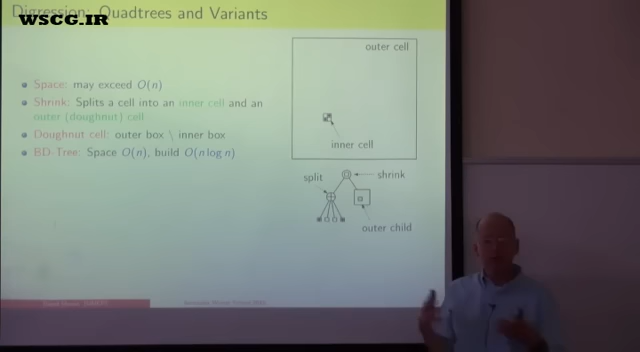 Digression: Quadtrees and Variants
WSCG.IR
Space: may exceed O(n)
Shrink: Splits a cell into an inner cell and an
outer (doughnut) cell
Doughnut cell: outer box \ inner box
BD-Tree: Space O(n), build O(n log n)
outer cell
inner cell
split
shrink
outer child